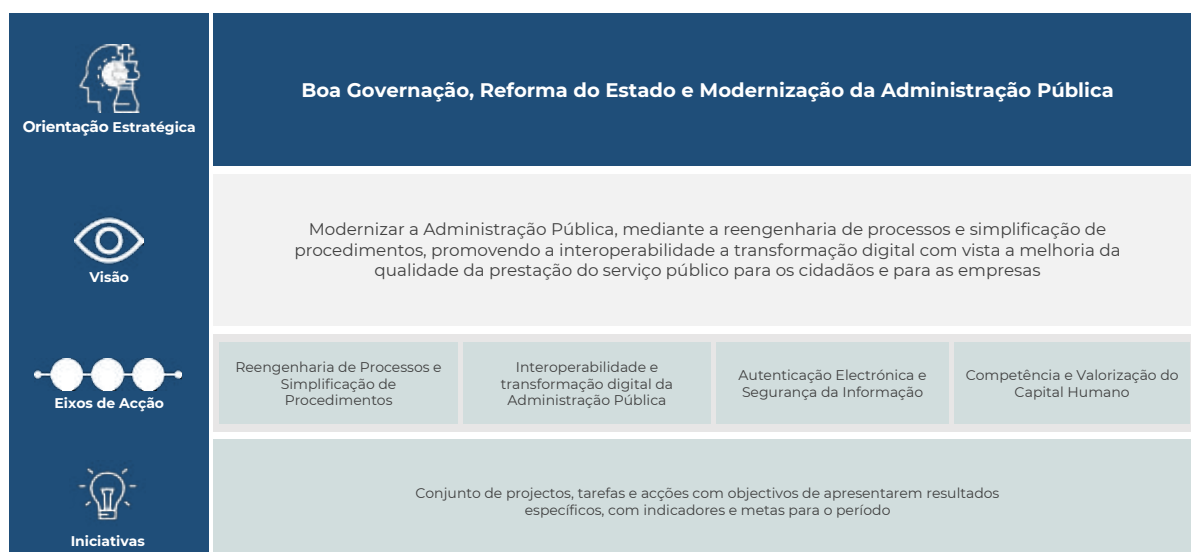 Orientação Estratégica
Boa Governação, Reforma do Estado e Modernização da Administração Pública
Visão
Modernizar a Administração Pública, mediante a reengenharia de processos e simplificação de
procedimentos, promovendo a interoperabilidade a transformação digital com vista a melhoria da
qualidade da prestação do serviço público para os cidadãos e para as empresas
Eixos de Acção
Reengenharia de Processos e
Simplificação de
Procedimentos
Interoperabilidade e
transformação digital da
Administração Pública
Autenticação Electrónica e
Segurança da Informação
Competência e Valorização do
Capital Humano
Iniciativas
Conjunto de projectos, tarefas e acções com objectivos de apresentarem resultados
específicos, com indicadores e metas para o período